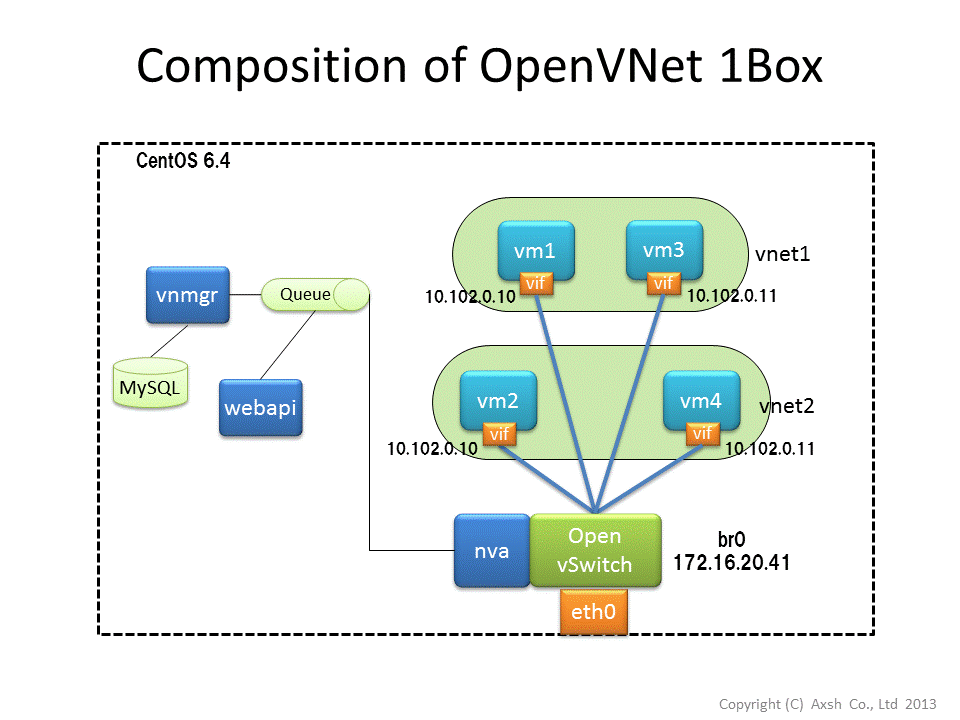 Composition of OpenVNet 1Box
CentOS 6.4
vm1
vm3
vnet1
vif
vif
10.102.0.10
10.102.0.11
vnmgr
Queue
MySQL
webapi
vm2
vm4
vnet2
vif
vif
10.102.0.10
10.102.0.11
nva
Open
vSwitch
br0
172.16.20.41
eth0
Copyright (C) Axsh Co., Ltd 2013